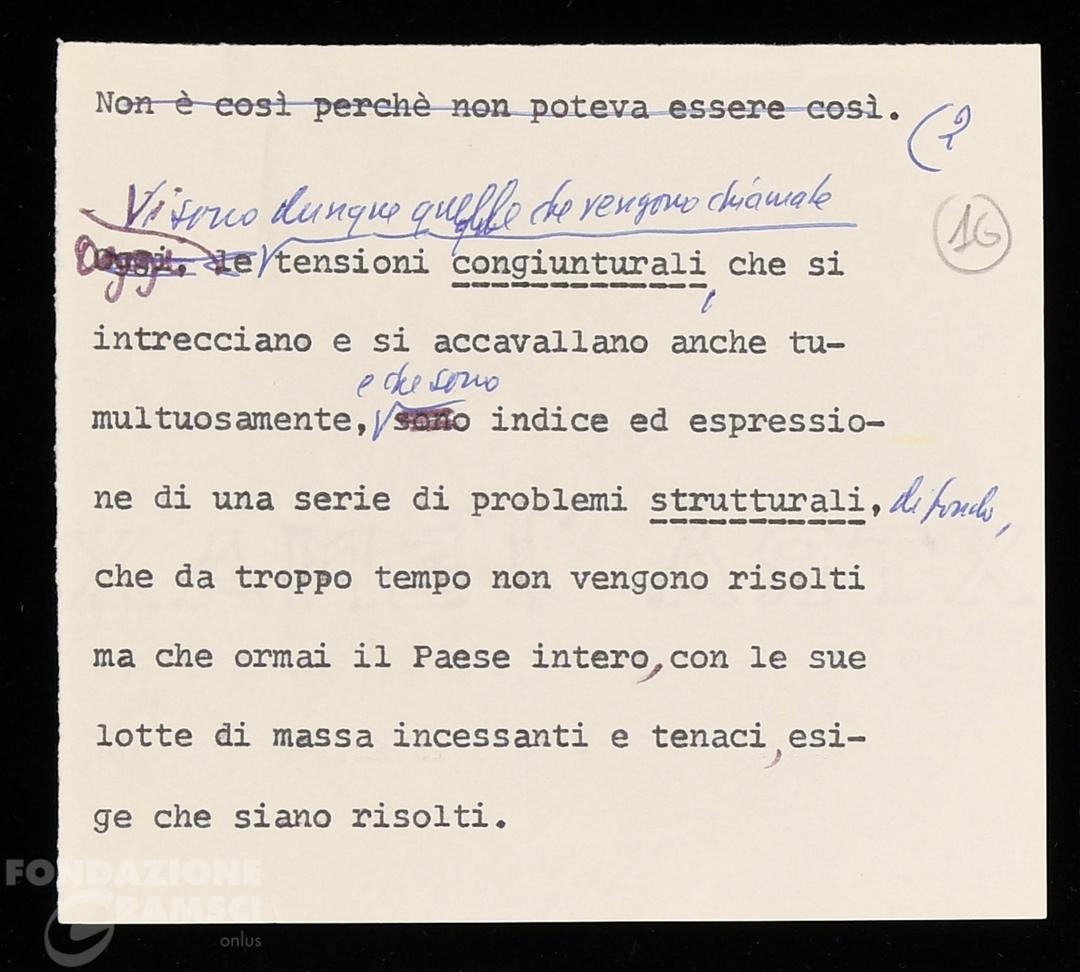 Non è così perchè non poteva essere così.
(2
Vi sono dunque quelle che vengono chiamate
16
Oggi, le tensioni congiunturali, che si
intrecciano e si accavallano anche tu-
e che sono
multuosamente, sono indice ed espressio-
ne di una serie di problemi strutturali, di fondo,
che da troppo tempo non vengono risolti
ma che ormai il Paese intero, con le sue
lotte di massa incessanti e tenaci, esi-
ge che siano risolti.
FONDAZIONE
GRAMSCI
onlus